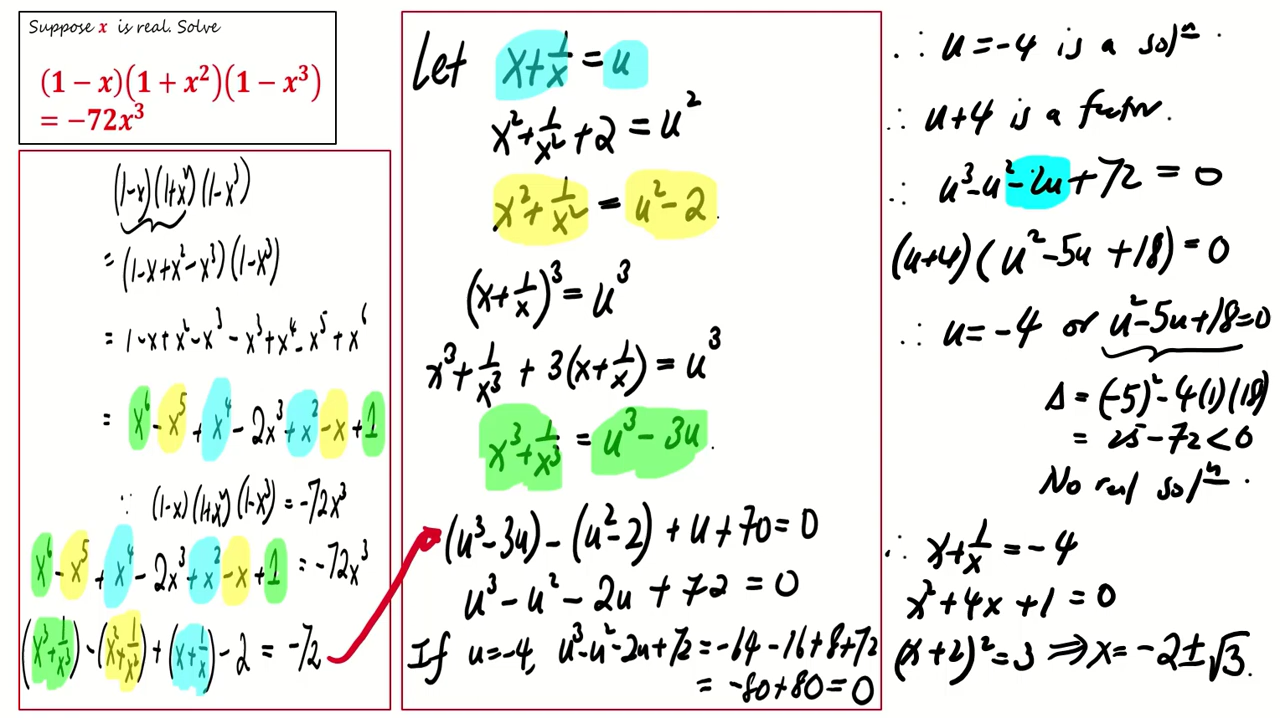 Suppose x is real. Solve
(1 − x)(1 + x²)(1 − x³)
= −72x³
(1-x)(1+x²)(1-x³)
= (1-x+x²-x³)(1-x³)
= 1-x+x²-x³-x³+x⁴-x⁵+x⁶
= x⁶-x⁵+x⁴-2x³+x²-x+1
∵ (1-x)(1+x²)(1-x³) = -72x³
x⁶-x⁵+x⁴-2x³+x²-x+1 = -72x³
(x³+1/x³)-(x²+1/x²)+(x+1/x)-2 = -72
Let x+1/x = u
x²+1/x²+2 = u²
x²+1/x² = u²-2.
(x+1/x)³ = u³
x³+1/x³+3(x+1/x) = u³
x³+1/x³ = u³-3u.
(u³-3u)-(u²-2)+u+70=0
u³-u²-2u+72=0
If u=-4, u³-u²-2u+72=-64-16+8+72
= -80+80=0
∴ u=-4 is a solⁿ.
∴ u+4 is a factor.
∴ u³-u²-2u+72=0
(u+4)(u²-5u+18)=0
∴ u=-4 or u²-5u+18=0
Δ=(-5)²-4(1)(18)
= 25-72<0
No real solⁿ.
∴ x+1/x=-4
x²+4x+1=0
(x+2)²=3 ⟹ x=-2±√3.